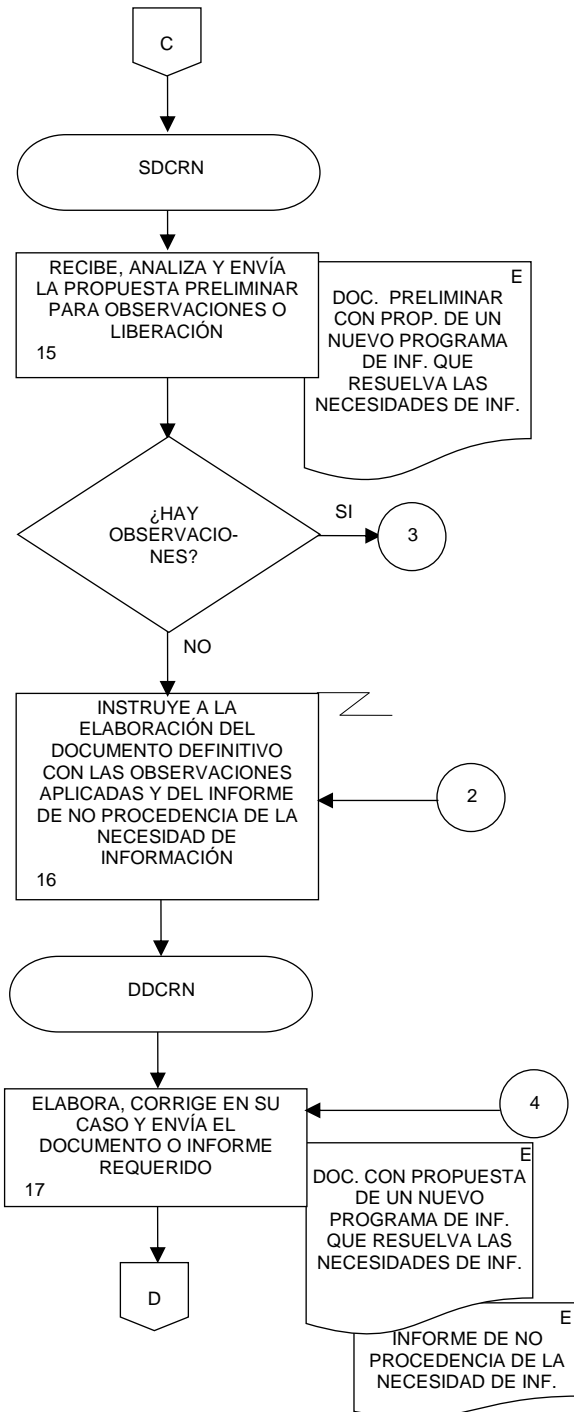 C
SDCRN
RECIBE, ANALIZA Y ENVÍA
LA PROPUESTA PRELIMINAR
PARA OBSERVACIONES O
LIBERACIÓN
15
E
DOC. PRELIMINAR
CON PROP. DE UN
NUEVO PROGRAMA
DE INF. QUE
RESUELVA LAS
NECESIDADES DE INF.
¿HAY
OBSERVACIO-
NES?
SI
3
NO
INSTRUYE A LA
ELABORACIÓN DEL
DOCUMENTO DEFINITIVO
CON LAS OBSERVACIONES
APLICADAS Y DEL INFORME
DE NO PROCEDENCIA DE LA
NECESIDAD DE
INFORMACIÓN
16
2
DDCRN
ELABORA, CORRIGE EN SU
CASO Y ENVÍA EL
DOCUMENTO O INFORME
REQUERIDO
17
4
E
DOC. CON PROPUESTA
DE UN NUEVO
PROGRAMA DE INF.
QUE RESUELVA LAS
NECESIDADES DE INF.
D
E
INFORME DE NO
PROCEDENCIA DE LA
NECESIDAD DE INF.